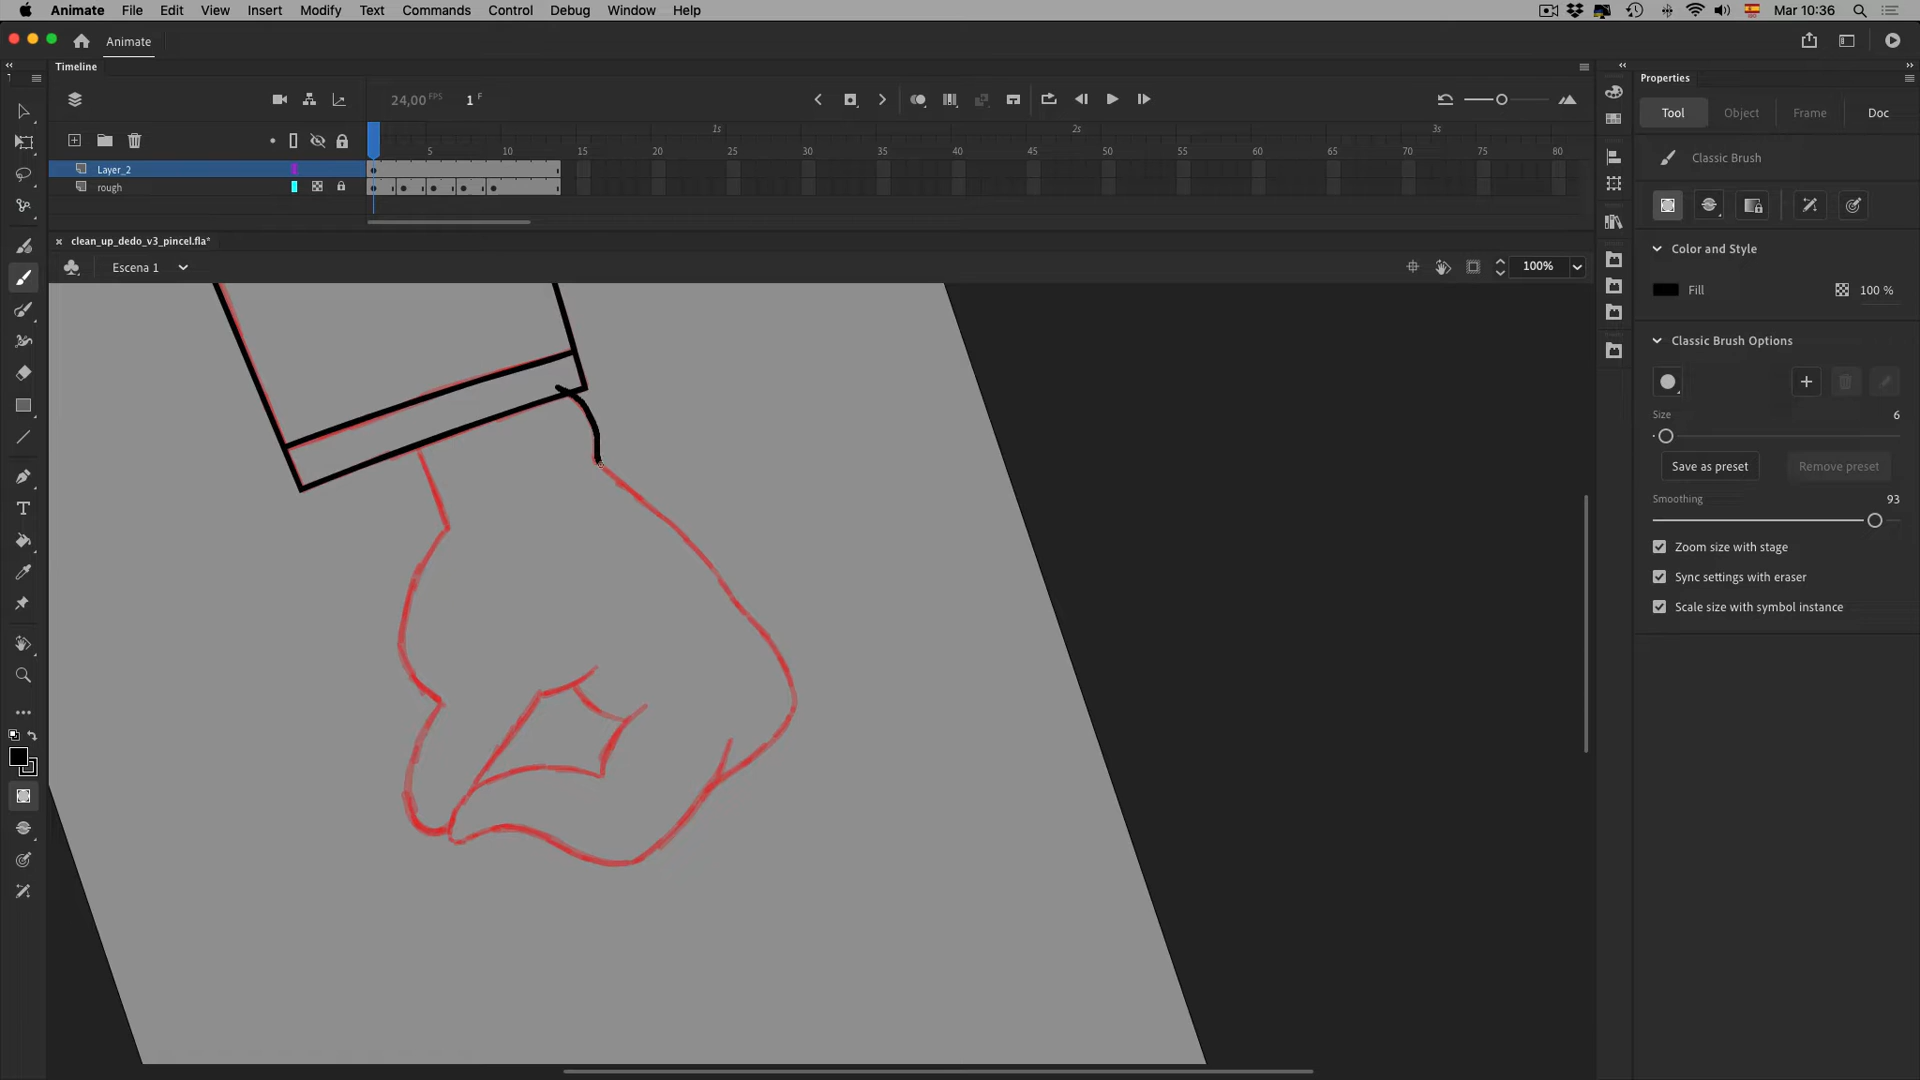 Animate File Edit View Insert Modify Text Commands Control Debug Window Help Mar 10:36
Animate
Timeline
Properties
24,00 FPS 1 F
Tool Object Frame Doc
1s 2s 3s
5 10 15 20 25 30 35 40 45 50 55 60 65 70 75 80
Layer_2
rough
Classic Brush
clean_up_dedo_v3_pincel.fla*
Escena 1
100%
Color and Style
Fill 100 %
Classic Brush Options
Size 6
Save as preset Remove preset
Smoothing 93
Zoom size with stage
Sync settings with eraser
Scale size with symbol instance